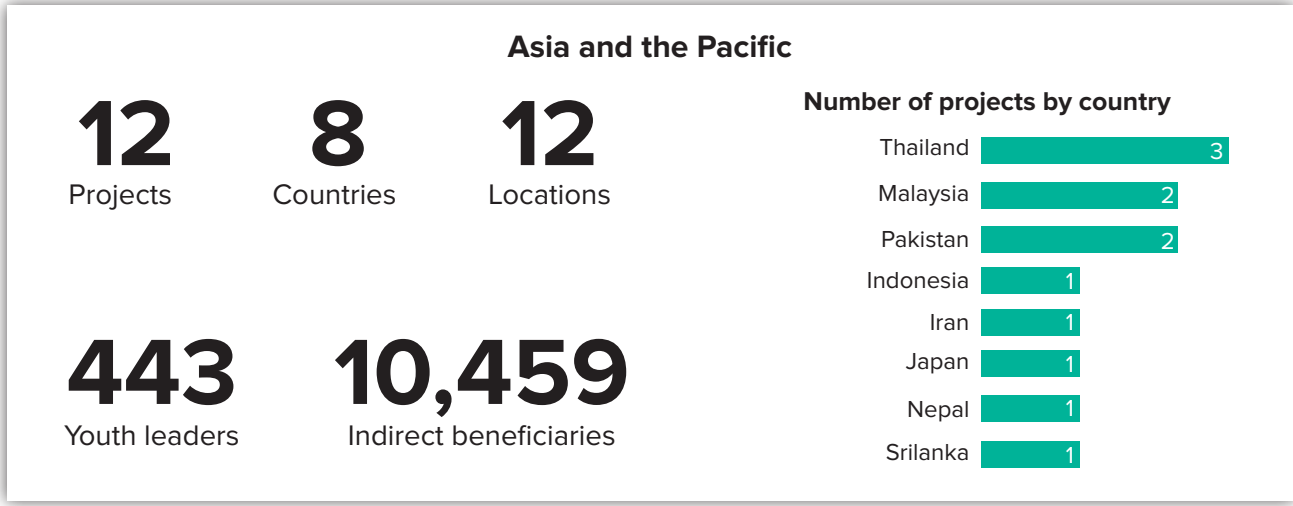 Asia and the Pacific
12 8 12
Projects Countries Locations
443 10,459
Youth leaders Indirect beneficiaries
Number of projects by country
Thailand 3
Malaysia 2
Pakistan 2
Indonesia 1
Iran 1
Japan 1
Nepal 1
Srilanka 1